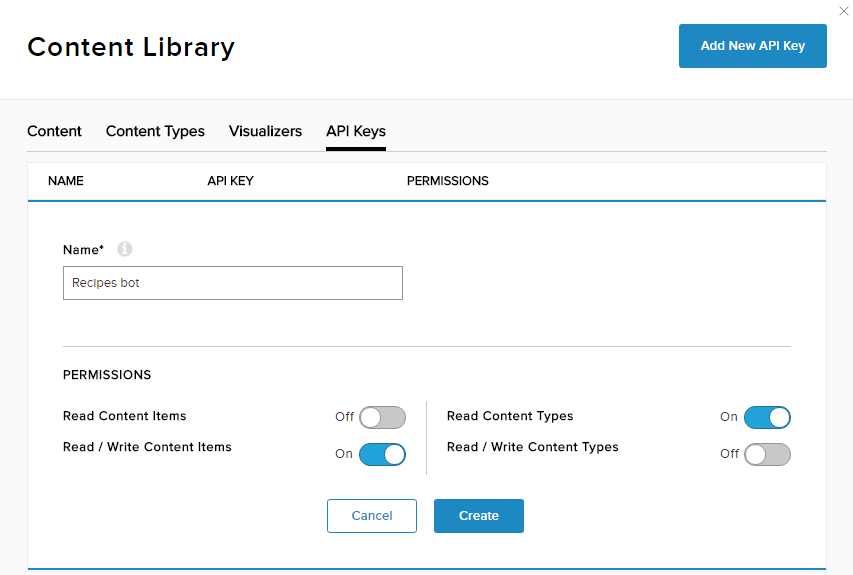 Content Library
Add New API Key
Content Content Types Visualizers API Keys
NAME API KEY PERMISSIONS
Name*
Recipes bot
PERMISSIONS
Read Content Items Off Read Content Types On
Read / Write Content Items On Read / Write Content Types Off
Cancel Create